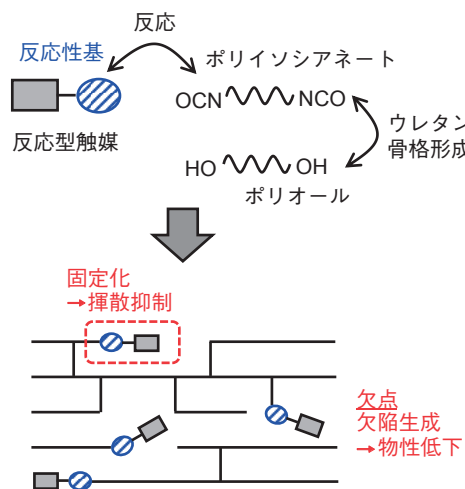 反応
反応性基
ポリイソシアネート
OCN
NCO
反応型触媒
ウレタン
骨格形成
HO
OH
ポリオール
固定化
→揮散抑制
欠点
欠陥生成
→物性低下